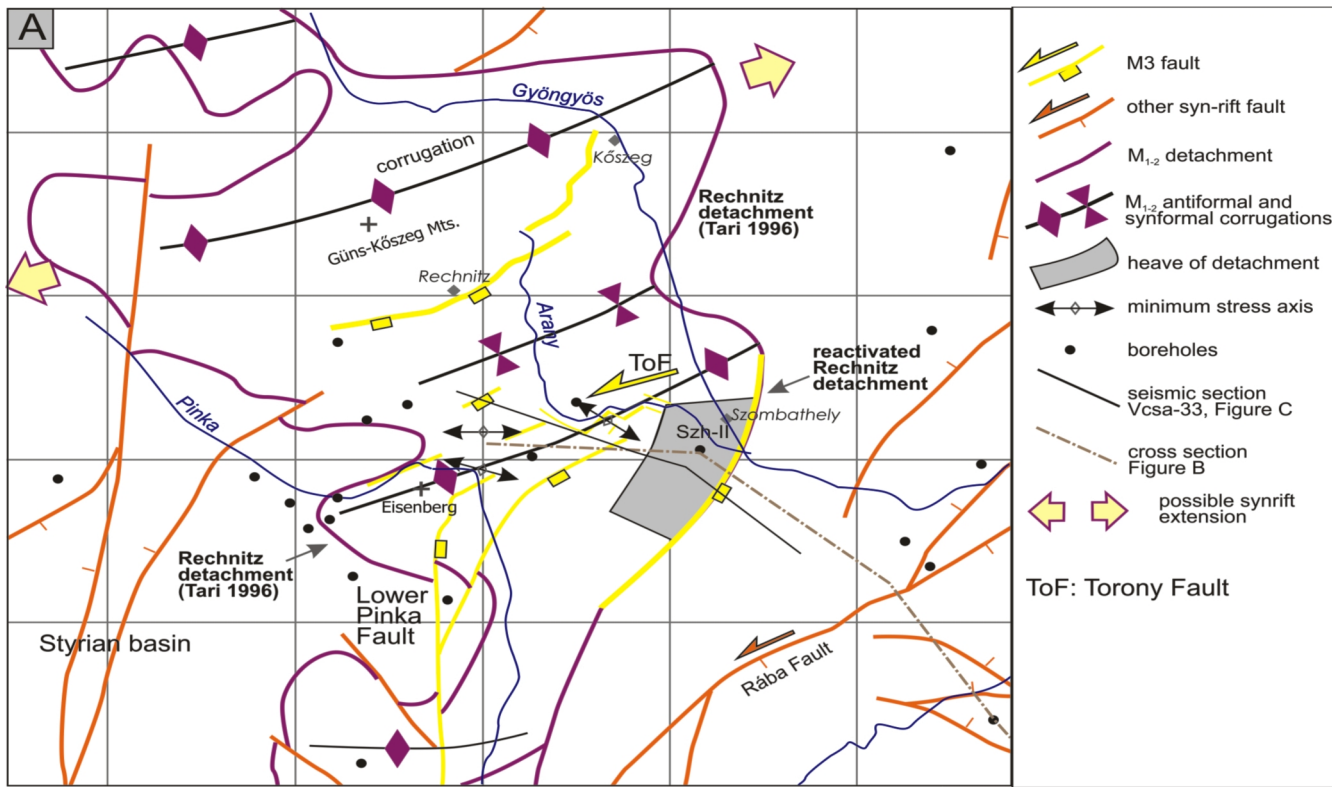 A
Gyöngyös
corrugation
Kőszeg
Güns-Kőszeg Mts.
Rechnitz
detachment
(Tari 1996)
Rechnitz
Arany
ToF
reactivated
Rechnitz
detachment
Pinka
Szombathely
Szh-II
Eisenberg
Rechnitz
detachment
(Tari 1996)
Lower
Pinka
Fault
Styrian basin
Rába Fault
M3 fault
other syn-rift fault
M1-2 detachment
M1-2 antiformal and
synformal corrugations
heave of detachment
minimum stress axis
boreholes
seismic section
Vcsa-33, Figure C
cross section
Figure B
possible synrift
extension
ToF: Torony Fault